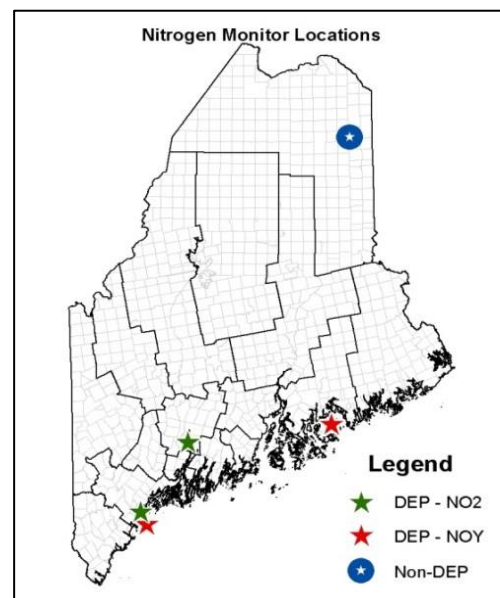 Nitrogen Monitor Locations
Legend
DEP - NO2
DEP - NOY
Non-DEP